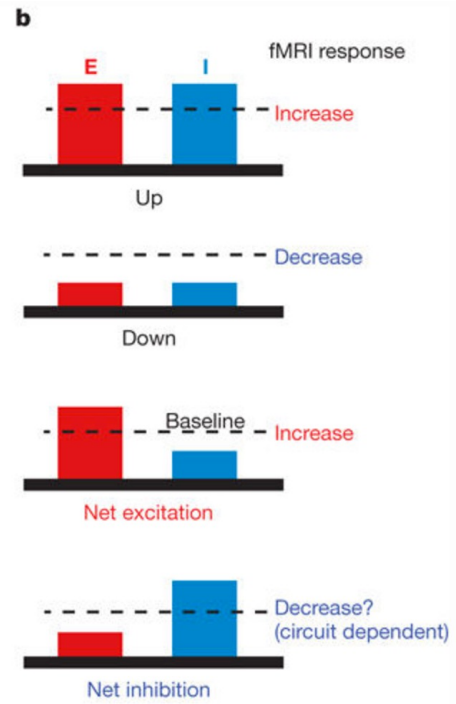 b
fMRI response
E I
Increase
Up
Decrease
Down
Baseline
Increase
Net excitation
Decrease?
(circuit dependent)
Net inhibition